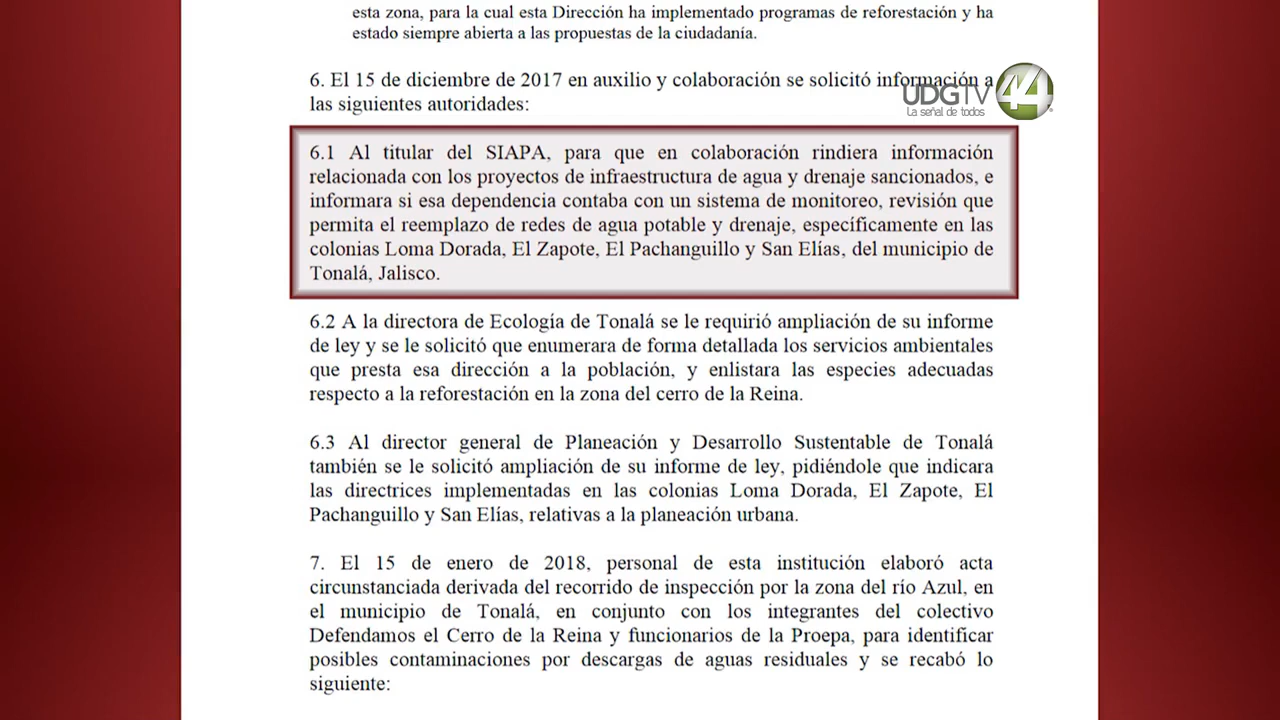 esta zona, para la cual esta Dirección ha implementado programas de reforestación y ha
estado siempre abierta a las propuestas de la ciudadanía.
6. El 15 de diciembre de 2017 en auxilio y colaboración se solicitó información a
las siguientes autoridades:
UDGTV 44
La señal de todos
6.1 Al titular del SIAPA, para que en colaboración rindiera información
relacionada con los proyectos de infraestructura de agua y drenaje sancionados, e
informara si esa dependencia contaba con un sistema de monitoreo, revisión que
permita el reemplazo de redes de agua potable y drenaje, específicamente en las
colonias Loma Dorada, El Zapote, El Pachanguillo y San Elías, del municipio de
Tonalá, Jalisco.
6.2 A la directora de Ecología de Tonalá se le requirió ampliación de su informe
de ley y se le solicitó que enumerara de forma detallada los servicios ambientales
que presta esa dirección a la población, y enlistara las especies adecuadas
respecto a la reforestación en la zona del cerro de la Reina.
6.3 Al director general de Planeación y Desarrollo Sustentable de Tonalá
también se le solicitó ampliación de su informe de ley, pidiéndole que indicara
las directrices implementadas en las colonias Loma Dorada, El Zapote, El
Pachanguillo y San Elías, relativas a la planeación urbana.
7. El 15 de enero de 2018, personal de esta institución elaboró acta
circunstanciada derivada del recorrido de inspección por la zona del río Azul, en
el municipio de Tonalá, en conjunto con los integrantes del colectivo
Defendamos el Cerro de la Reina y funcionarios de la Proepa, para identificar
posibles contaminaciones por descargas de aguas residuales y se recabó lo
siguiente: